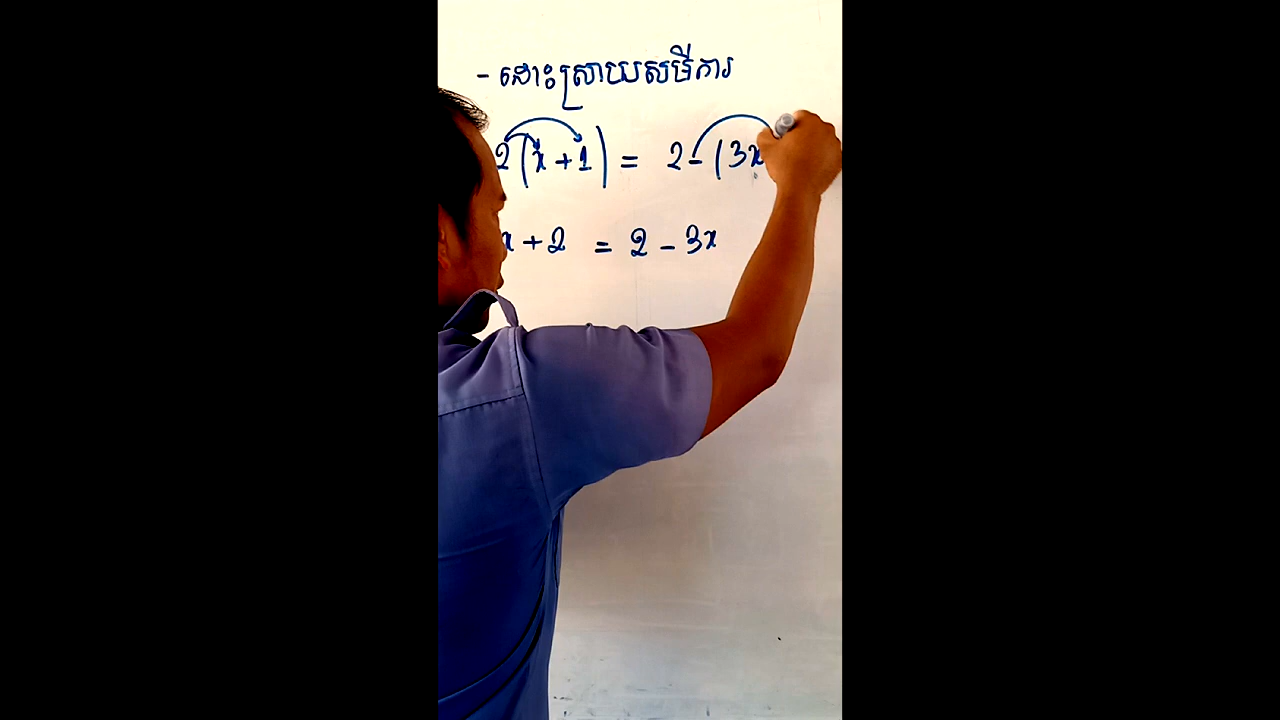 - ដោះស្រាយសមីការ
2(x+1) = 2-(3x
x + 2 = 2 - 3x